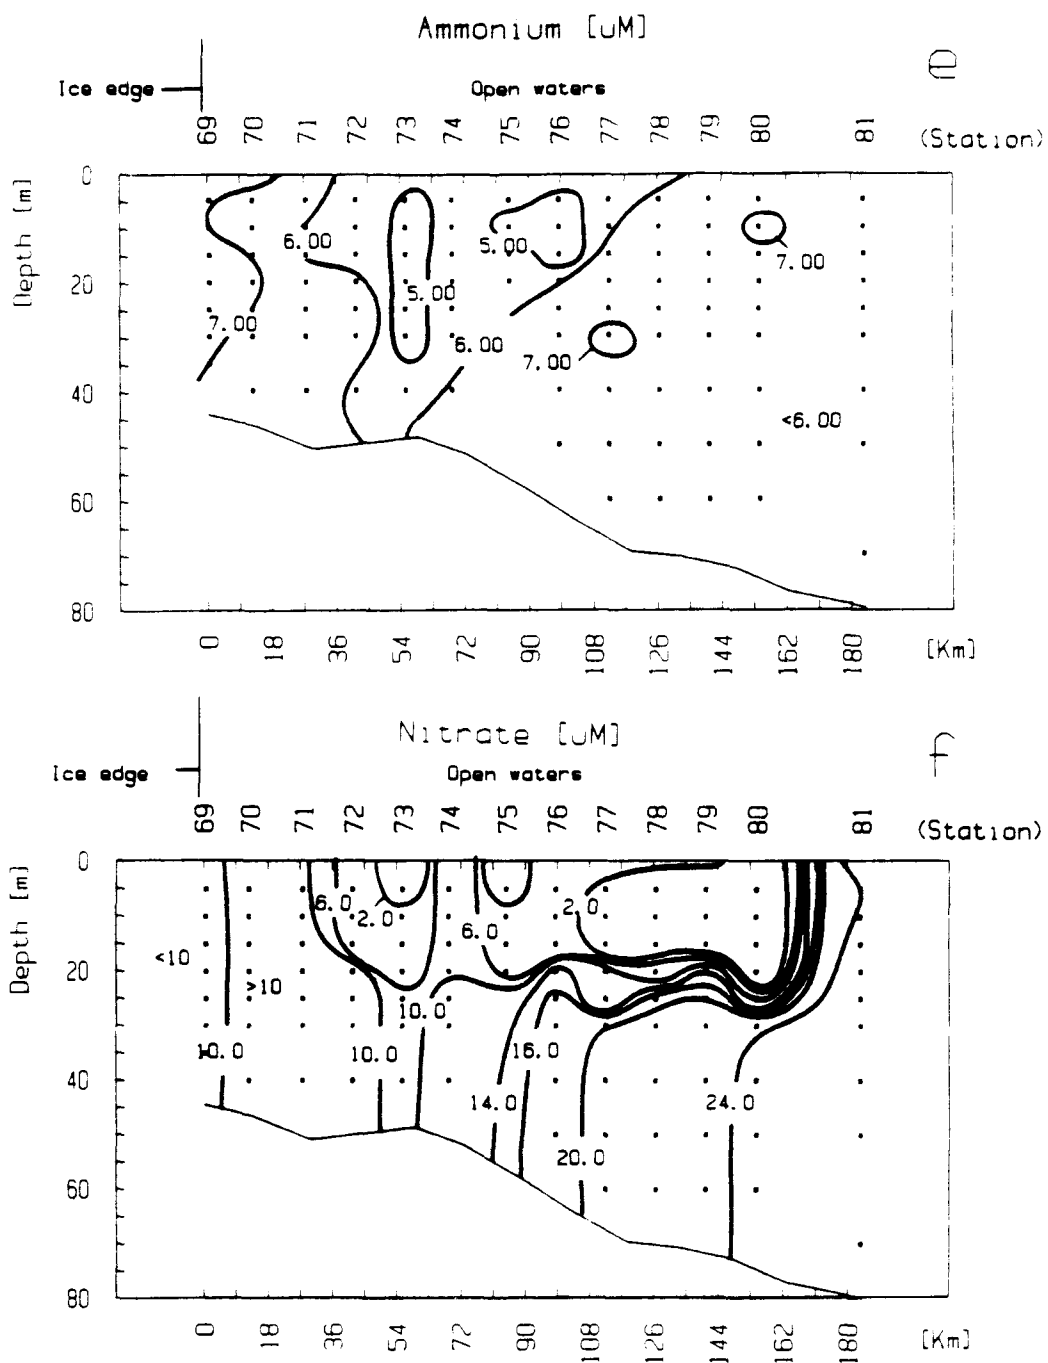 Ammonium [uM]
e
Ice edge Open waters
69 70 71 72 73 74 75 76 77 78 79 80 81 (Station)
Depth [m]
0
20
40
60
80
6.00
7.00
5.00
6.00
5.00
7.00
7.00
<6.00
0 18 36 54 72 90 108 126 144 162 180 [Km]
Nitrate [uM]
f
Ice edge Open waters
69 70 71 72 73 74 75 76 77 78 79 80 81 (Station)
Depth [m]
0
20
40
60
80
<10
>10
10.0
6.0
2.0
10.0
10.0
6.0
2.0
14.0
16.0
20.0
24.0
0 18 36 54 72 90 108 126 144 162 180 [Km]